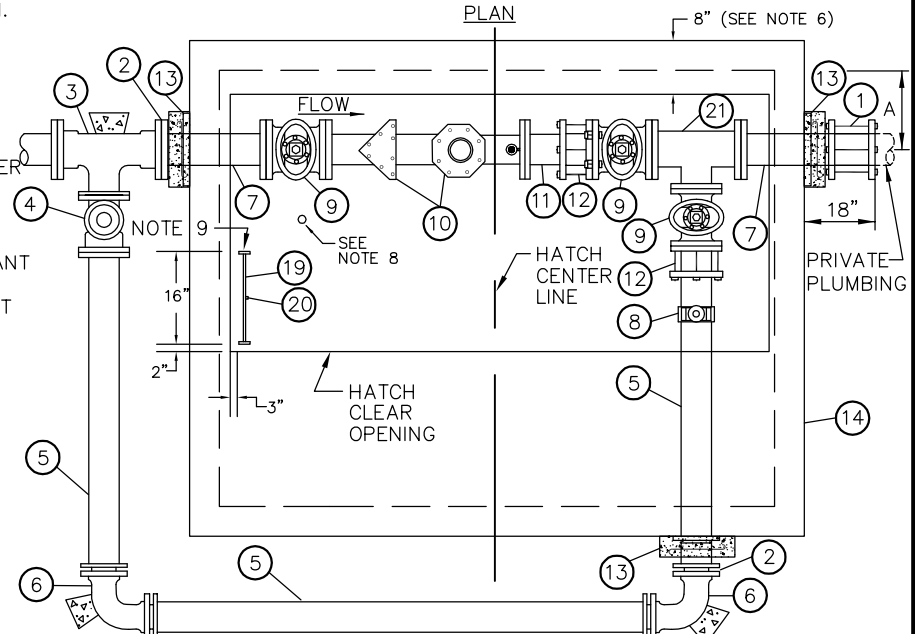 PLAN
8" (SEE NOTE 6)
2
13
13
1
3
A
21
FLOW
ER
4
7
9
10
11
12
9
7
18"
NOTE 9
SEE
NOTE 8
9
ANT
19
HATCH
CENTER
LINE
12
PRIVATE
PLUMBING
16"
20
T
8
2"
3"
HATCH
CLEAR
OPENING
5
14
5
5
13
2
6
6